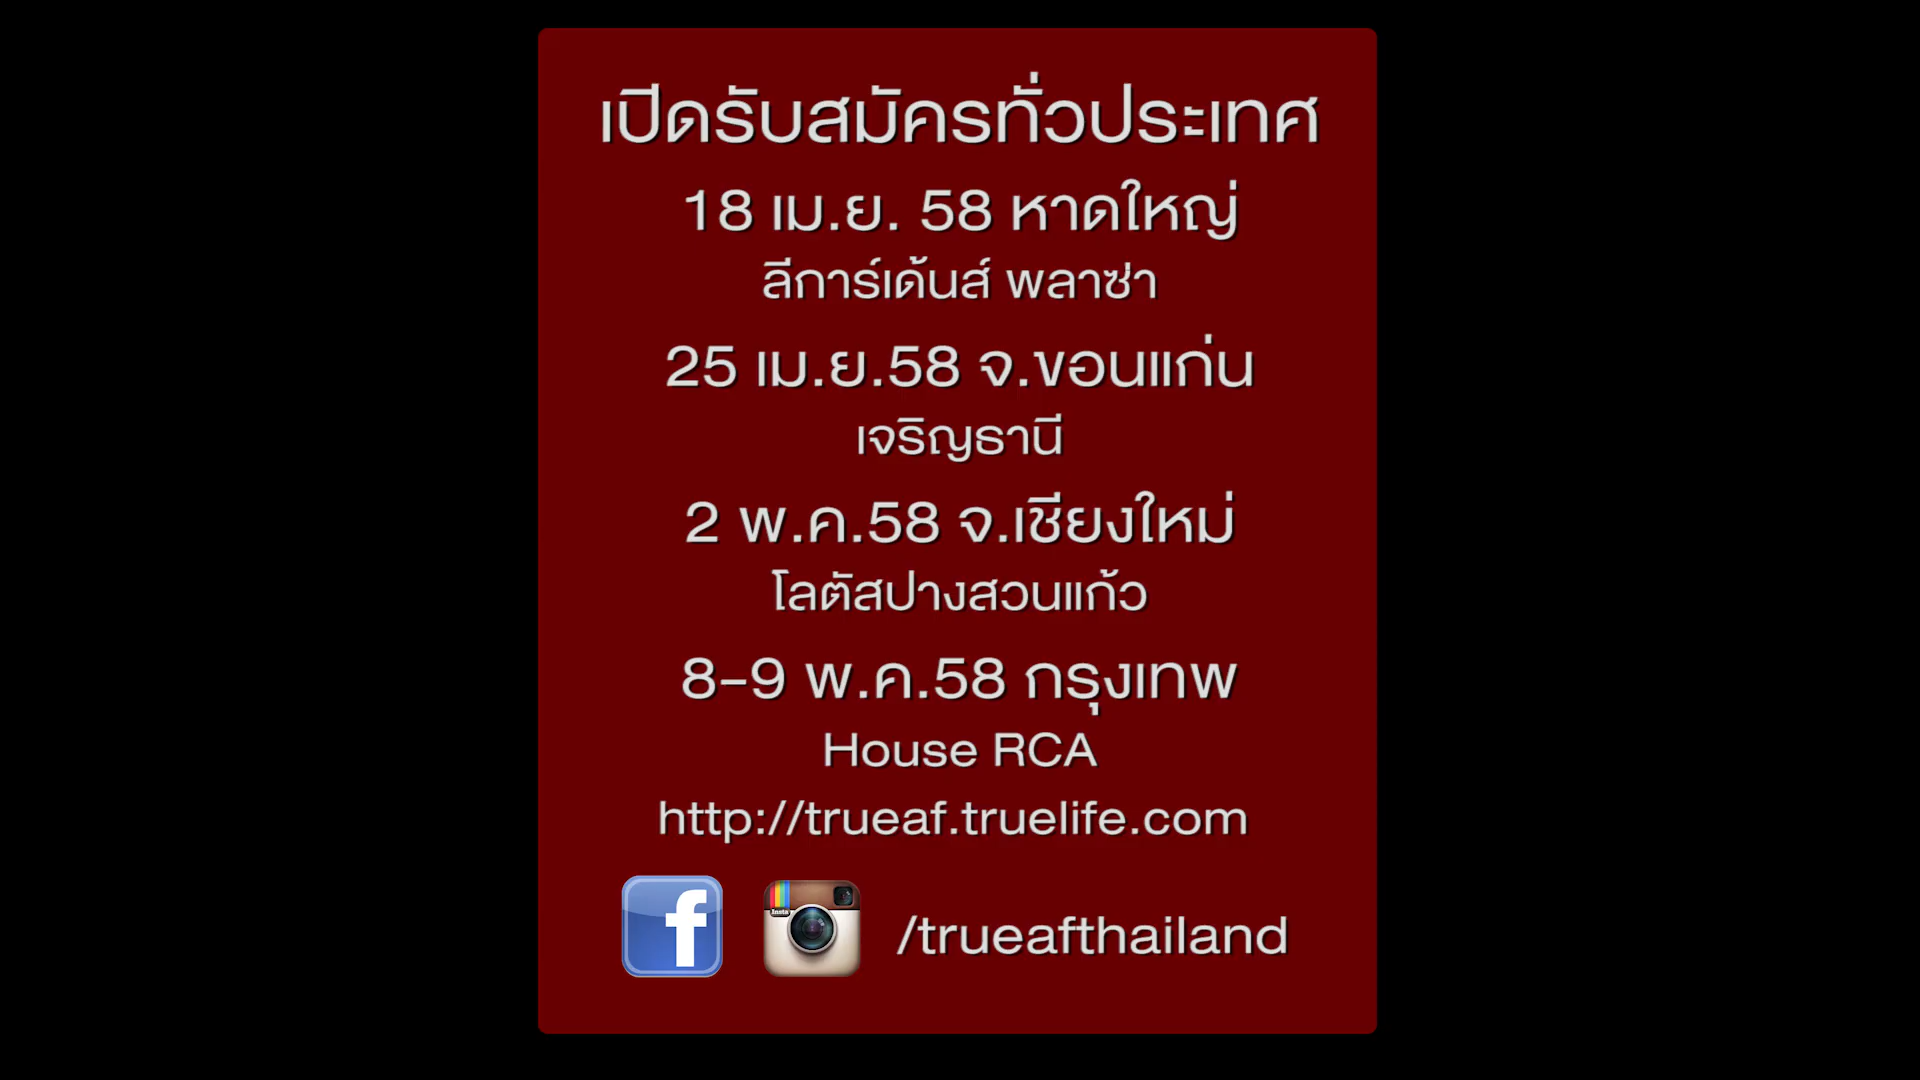 เปิดรับสมัครทั่วประเทศ
18 เม.ย. 58 หาดใหญ่
ลีการ์เด้นส์ พลาซ่า
25 เม.ย.58 จ.ขอนแก่น
เจริญธานี
2 พ.ค.58 จ.เชียงใหม่
โลตัสปางสวนแก้ว
8-9 พ.ค.58 กรุงเทพ
House RCA
http://trueaf.truelife.com
f
Insta
/trueafthailand